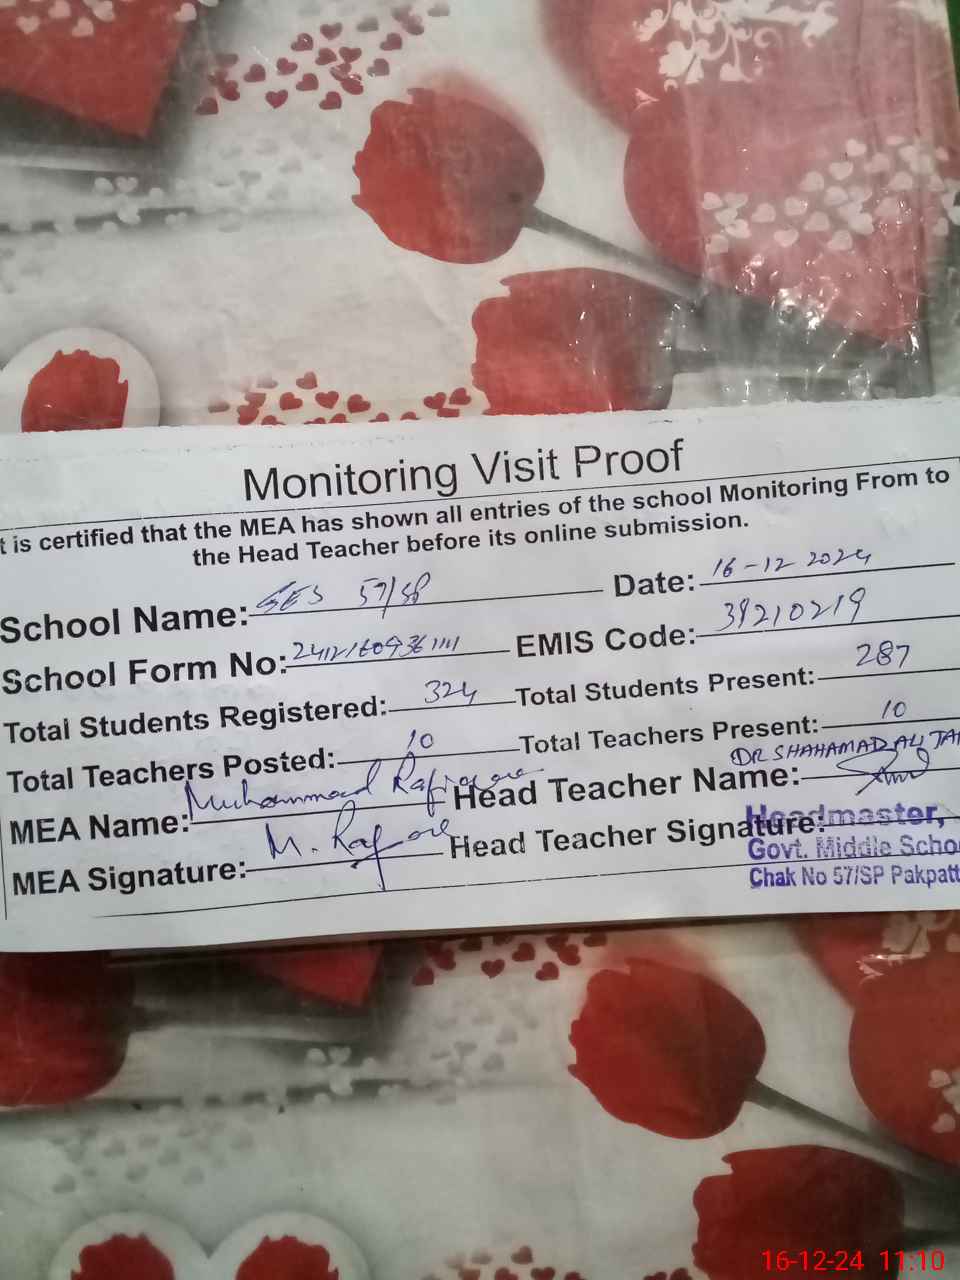 Monitoring Visit Proof
t is certified that the MEA has shown all entries of the school Monitoring From to
the Head Teacher before its online submission.
School Name: GES 57/SP Date: 16-12 2024
School Form No: EMIS Code: 39210219
Total Students Registered: 324 Total Students Present: 287
Total Teachers Posted: 10 Total Teachers Present: 10
MEA Name: Muhammad Rafique Head Teacher Name: DR SHAHAMAD ALI
MEA Signature: M. Rafique Head Teacher Signature:
Headmaster,
Govt. Middle Scho
Chak No 57/SP Pakpatt
16-12-24 11:10